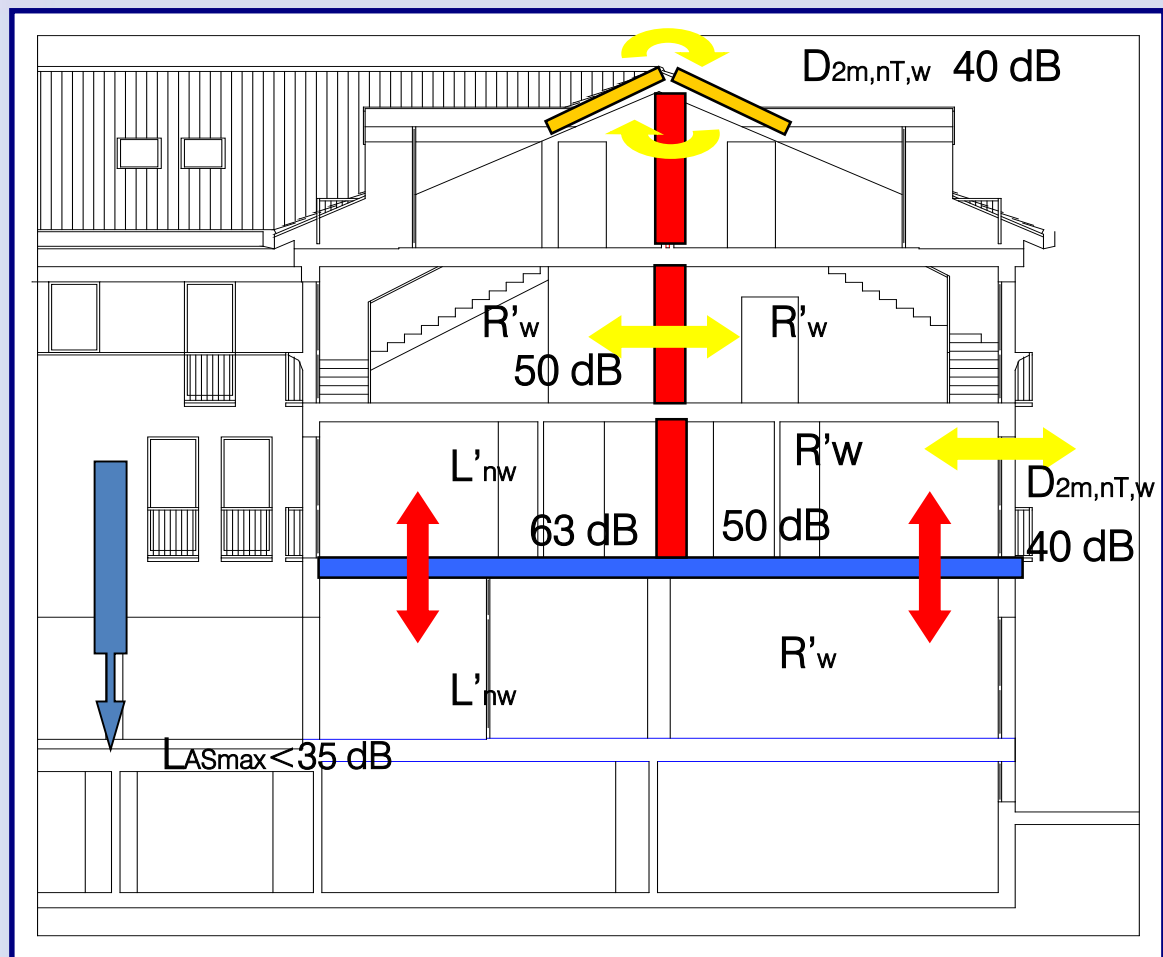 D2m,nT,w 40 dB
R’w R’w
50 dB
L’nw R’w
D2m,nT,w
63 dB 50 dB
40 dB
R’w
L’nw
LASmax<35 dB